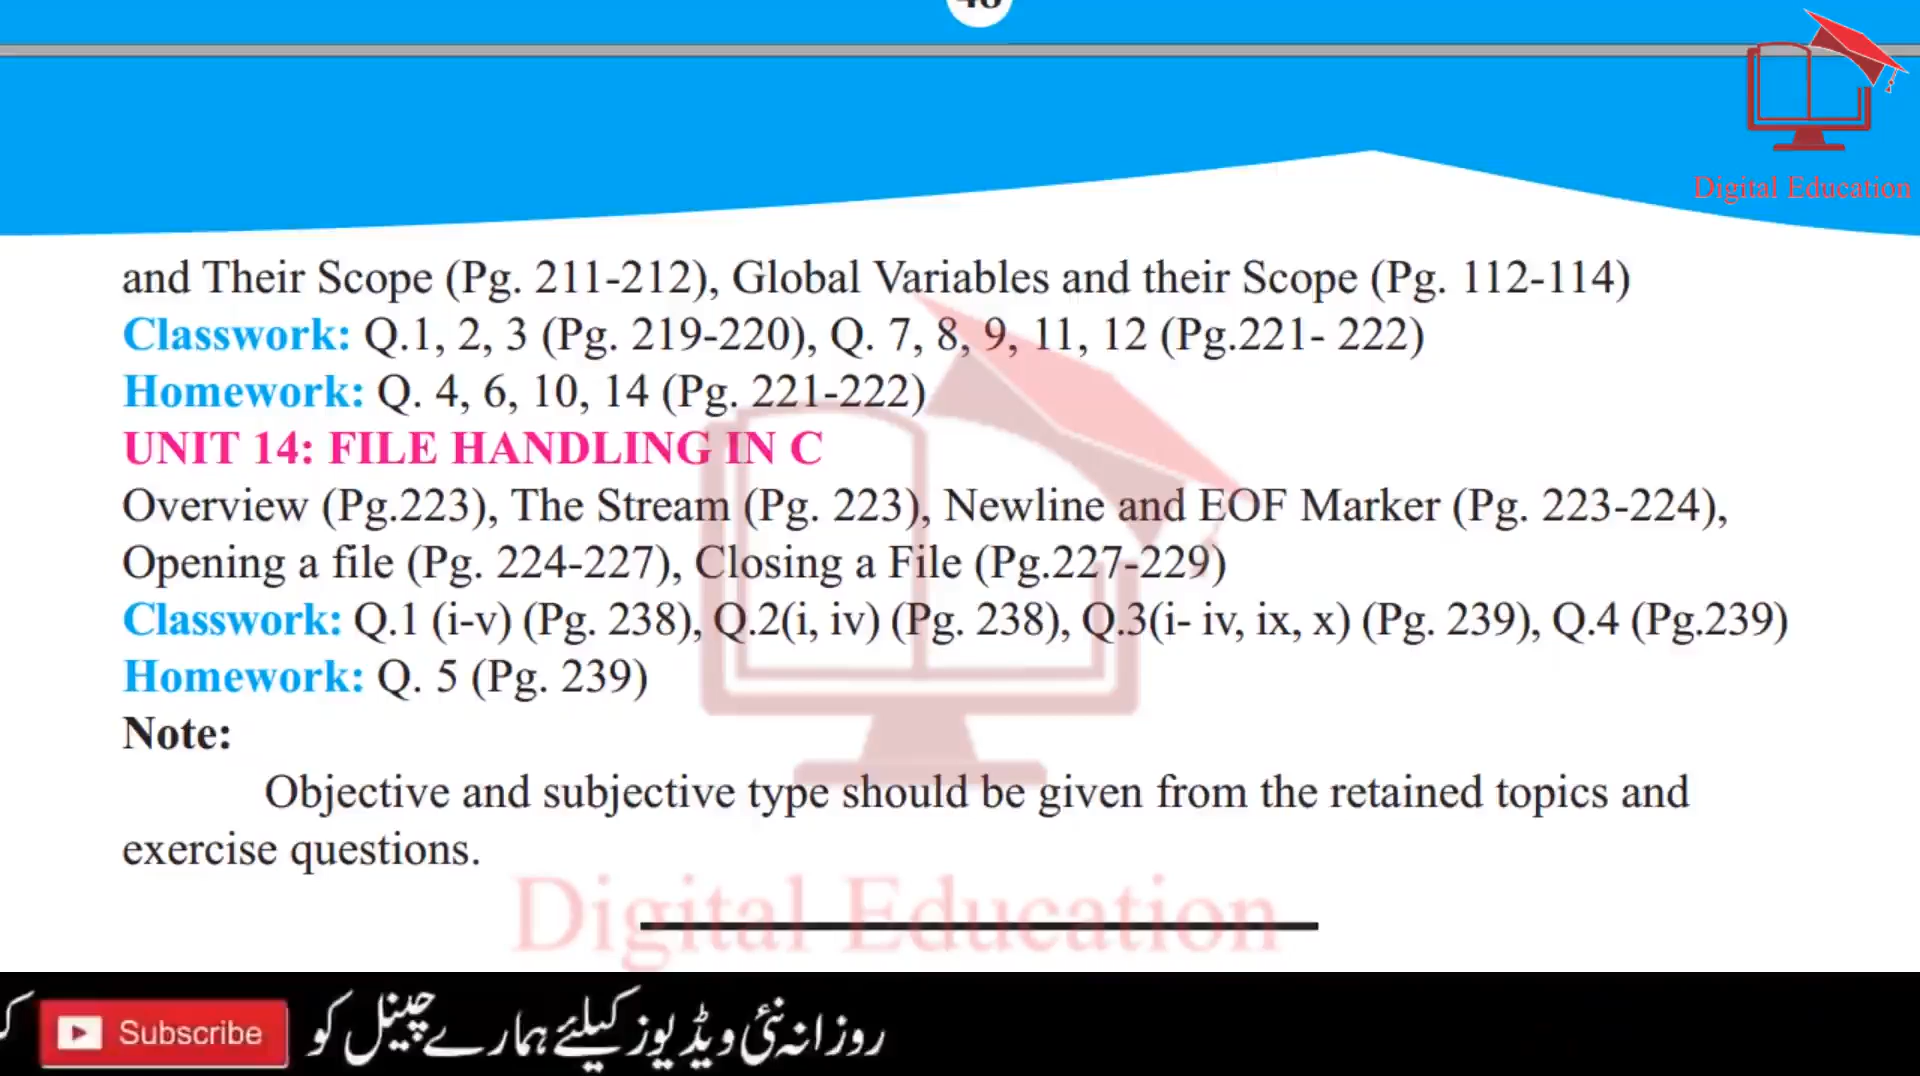 Digital Education
and Their Scope (Pg. 211-212), Global Variables and their Scope (Pg. 112-114)
Classwork: Q.1, 2, 3 (Pg. 219-220), Q. 7, 8, 9, 11, 12 (Pg.221- 222)
Homework: Q. 4, 6, 10, 14 (Pg. 221-222)
UNIT 14: FILE HANDLING IN C
Overview (Pg.223), The Stream (Pg. 223), Newline and EOF Marker (Pg. 223-224),
Opening a file (Pg. 224-227), Closing a File (Pg.227-229)
Classwork: Q.1 (i-v) (Pg. 238), Q.2(i, iv) (Pg. 238), Q.3(i- iv, ix, x) (Pg. 239), Q.4 (Pg.239)
Homework: Q. 5 (Pg. 239)
Note:
Objective and subjective type should be given from the retained topics and
exercise questions.
Digital Education
روزانہ نئی ویڈیوز کیلئے ہمارے چینل کو Subscribe